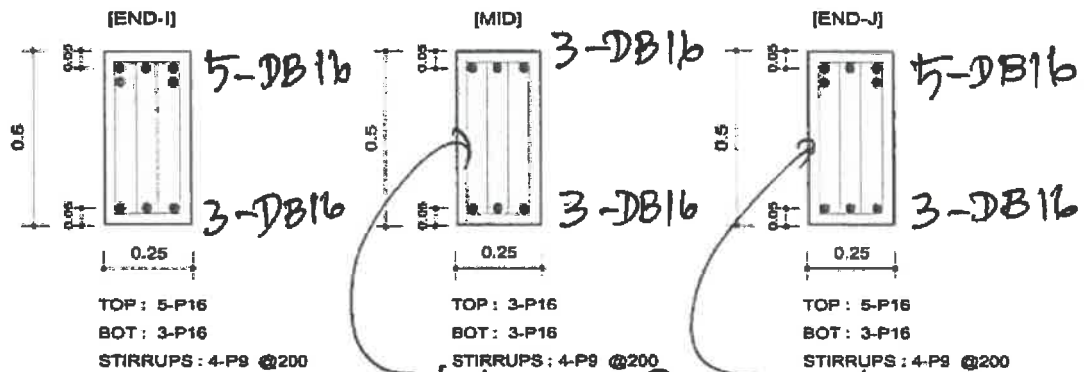 [END-I]
[MID]
[END-J]
0.05
5-DB16
0.05
3-DB16
0.05
5-DB16
0.5
0.5
0.5
0.05
3-DB16
0.05
3-DB16
0.05
3-DB16
0.25
0.25
0.25
TOP : 5-P16
TOP : 3-P16
TOP : 5-P16
BOT : 3-P16
BOT : 3-P16
BOT : 3-P16
STIRRUPS : 4-P9 @200
STIRRUPS : 4-P9 @200
STIRRUPS : 4-P9 @200